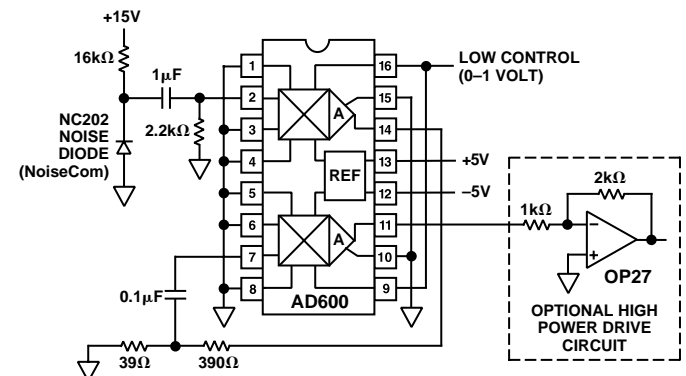 +15V
16kΩ
1μF
NC202
NOISE
DIODE
(NoiseCom)
2.2kΩ
0.1μF
39Ω
390Ω
1
2
3
4
5
6
7
8
A
REF
A
AD600
16
15
14
13
12
11
10
9
LOW CONTROL
(0–1 VOLT)
+5V
–5V
1kΩ
2kΩ
–
+
OP27
OPTIONAL HIGH
POWER DRIVE
CIRCUIT